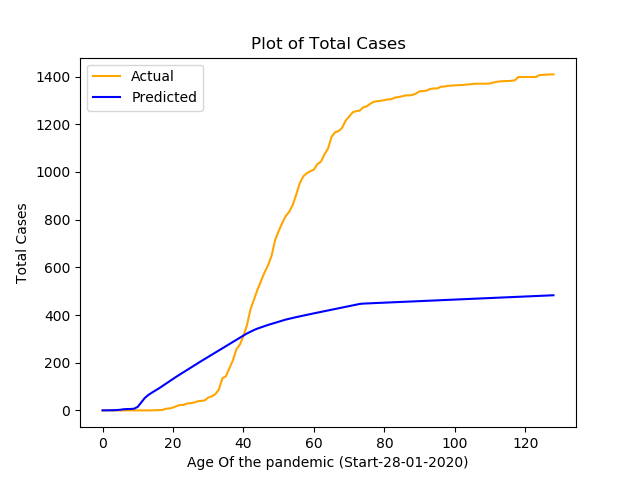 Plot of Total Cases
Actual
Predicted
Total Cases
1400
1200
1000
800
600
400
200
0
0 20 40 60 80 100 120
Age Of the pandemic (Start-28-01-2020)